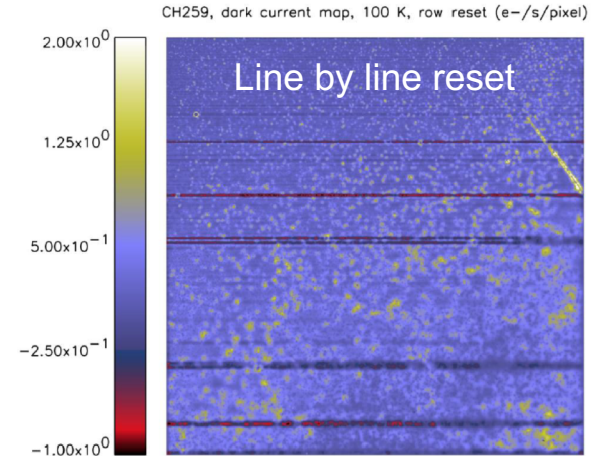 CH259, dark current map, 100 K, row reset (e-/s/pixel)
2.00x10⁰
Line by line reset
1.25x10⁰
5.00x10⁻¹
−2.50x10⁻¹
−1.00x10⁰